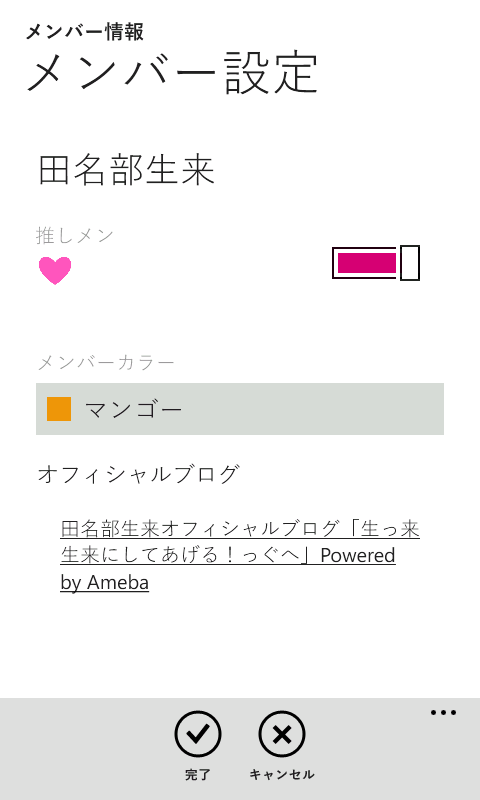 メンバー情報
メンバー設定
田名部生来
推しメン
メンバーカラー
マンゴー
オフィシャルブログ
田名部生来オフィシャルブログ「生っ来
生来にしてあげる！っぐへ」Powered
by Ameba
完了
キャンセル